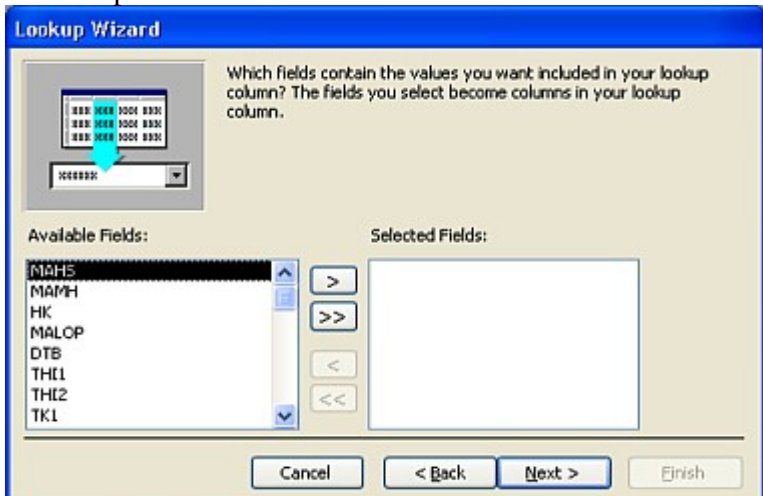 Lookup Wizard
Which fields contain the values you want included in your lookup
column? The fields you select become columns in your lookup
column.
Available Fields:
Selected Fields:
MAHS
MAMH
HK
MALOP
DTB
THI1
THI2
TK1
>
>>
<
<<
Cancel
< Back
Next >
Finish